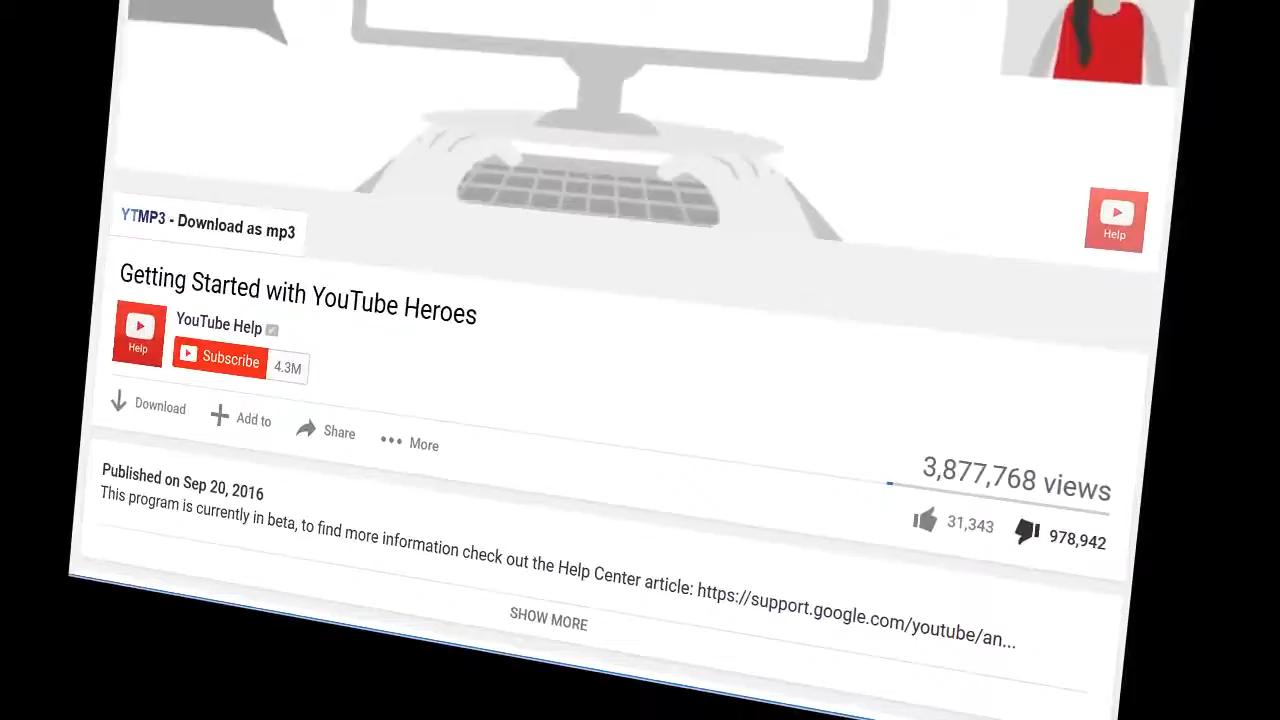 Help
YTMP3 - Download as mp3
Getting Started with YouTube Heroes
Help
YouTube Help
Subscribe 4.3M
Download Add to Share More
3,877,768 views
31,343 978,942
Published on Sep 20, 2016
This program is currently in beta, to find more information check out the Help Center article: https://support.google.com/youtube/an...
SHOW MORE